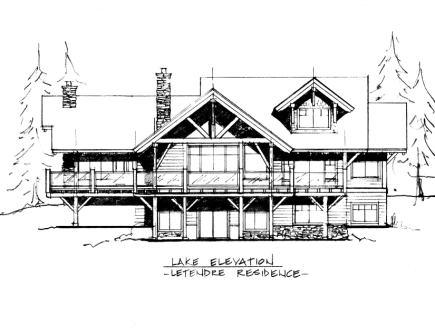 LAKE ELEVATION
-LETENDRE RESIDENCE-